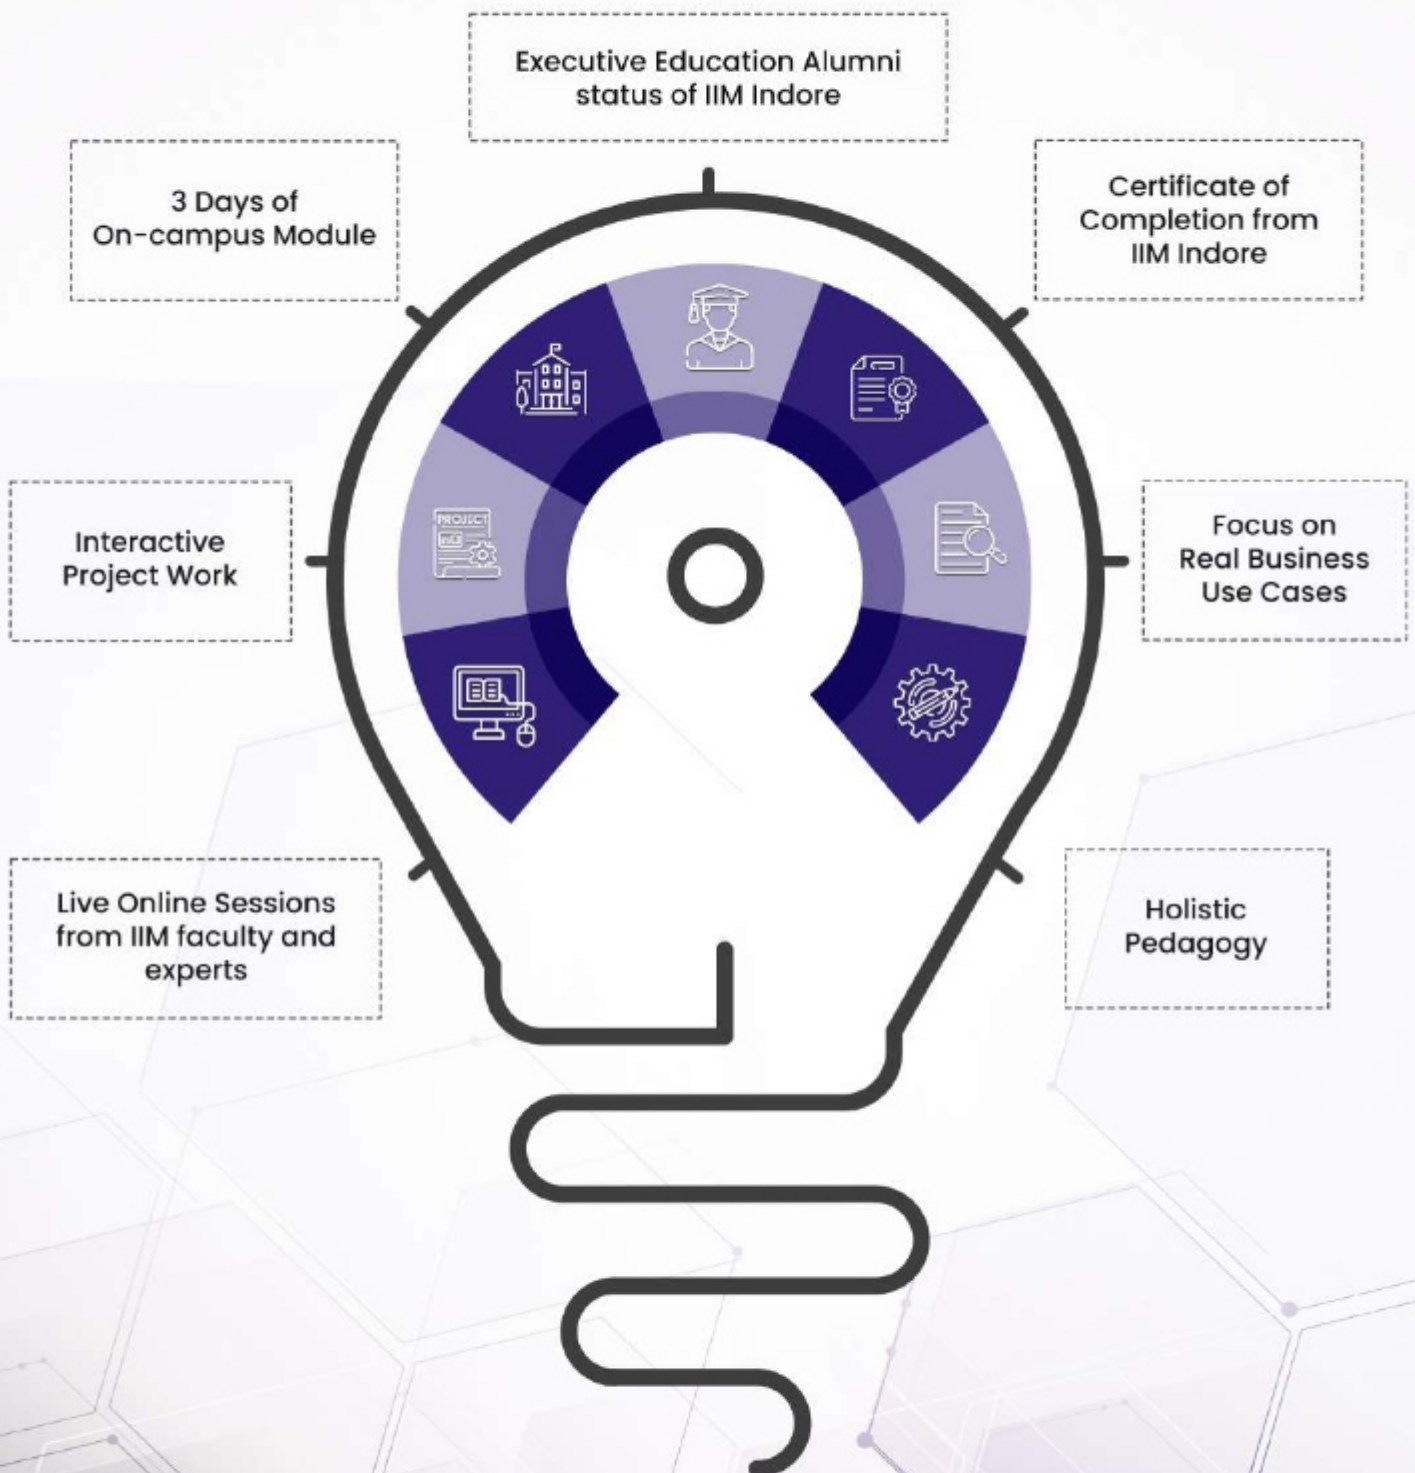 Executive Education Alumni
status of IIM Indore
3 Days of
On-campus Module
Certificate of
Completion from
IIM Indore
Interactive
Project Work
PROJECT
Focus on
Real Business
Use Cases
Live Online Sessions
from IIM faculty and
experts
Holistic
Pedagogy